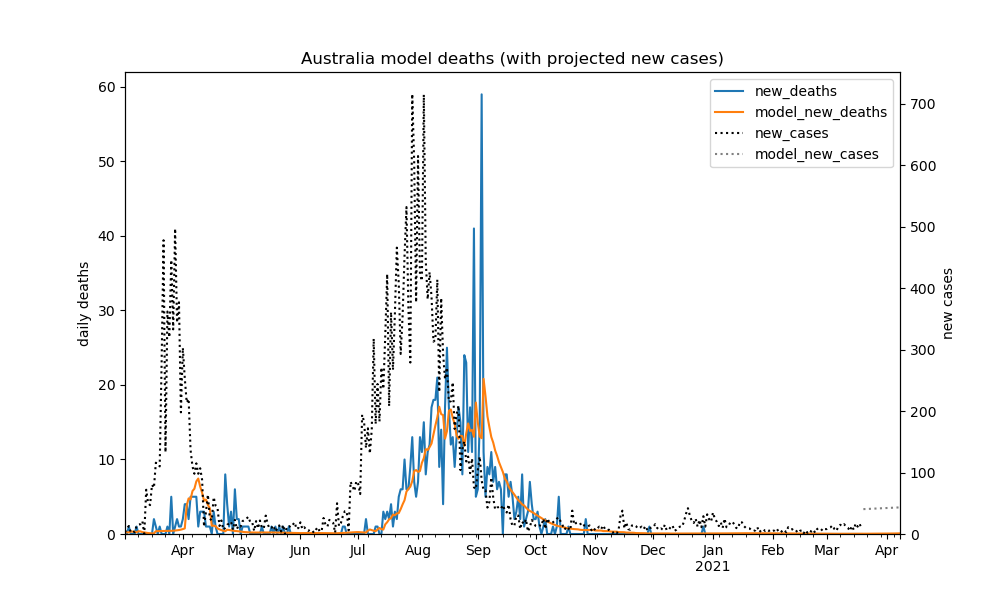 Australia model deaths (with projected new cases)
new_deaths
model_new_deaths
new_cases
model_new_cases
daily deaths
60
50
40
30
20
10
0
new cases
700
600
500
400
300
200
100
0
Apr May Jun Jul Aug Sep Oct Nov Dec Jan Feb Mar Apr
2021